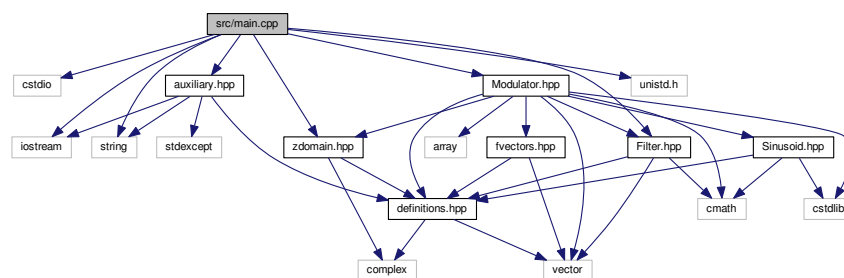 src/main.cpp
cstdio
auxiliary.hpp
Modulator.hpp
unistd.h
iostream
string
stdexcept
zdomain.hpp
array
fvectors.hpp
Filter.hpp
Sinusoid.hpp
definitions.hpp
cmath
cstdlib
complex
vector